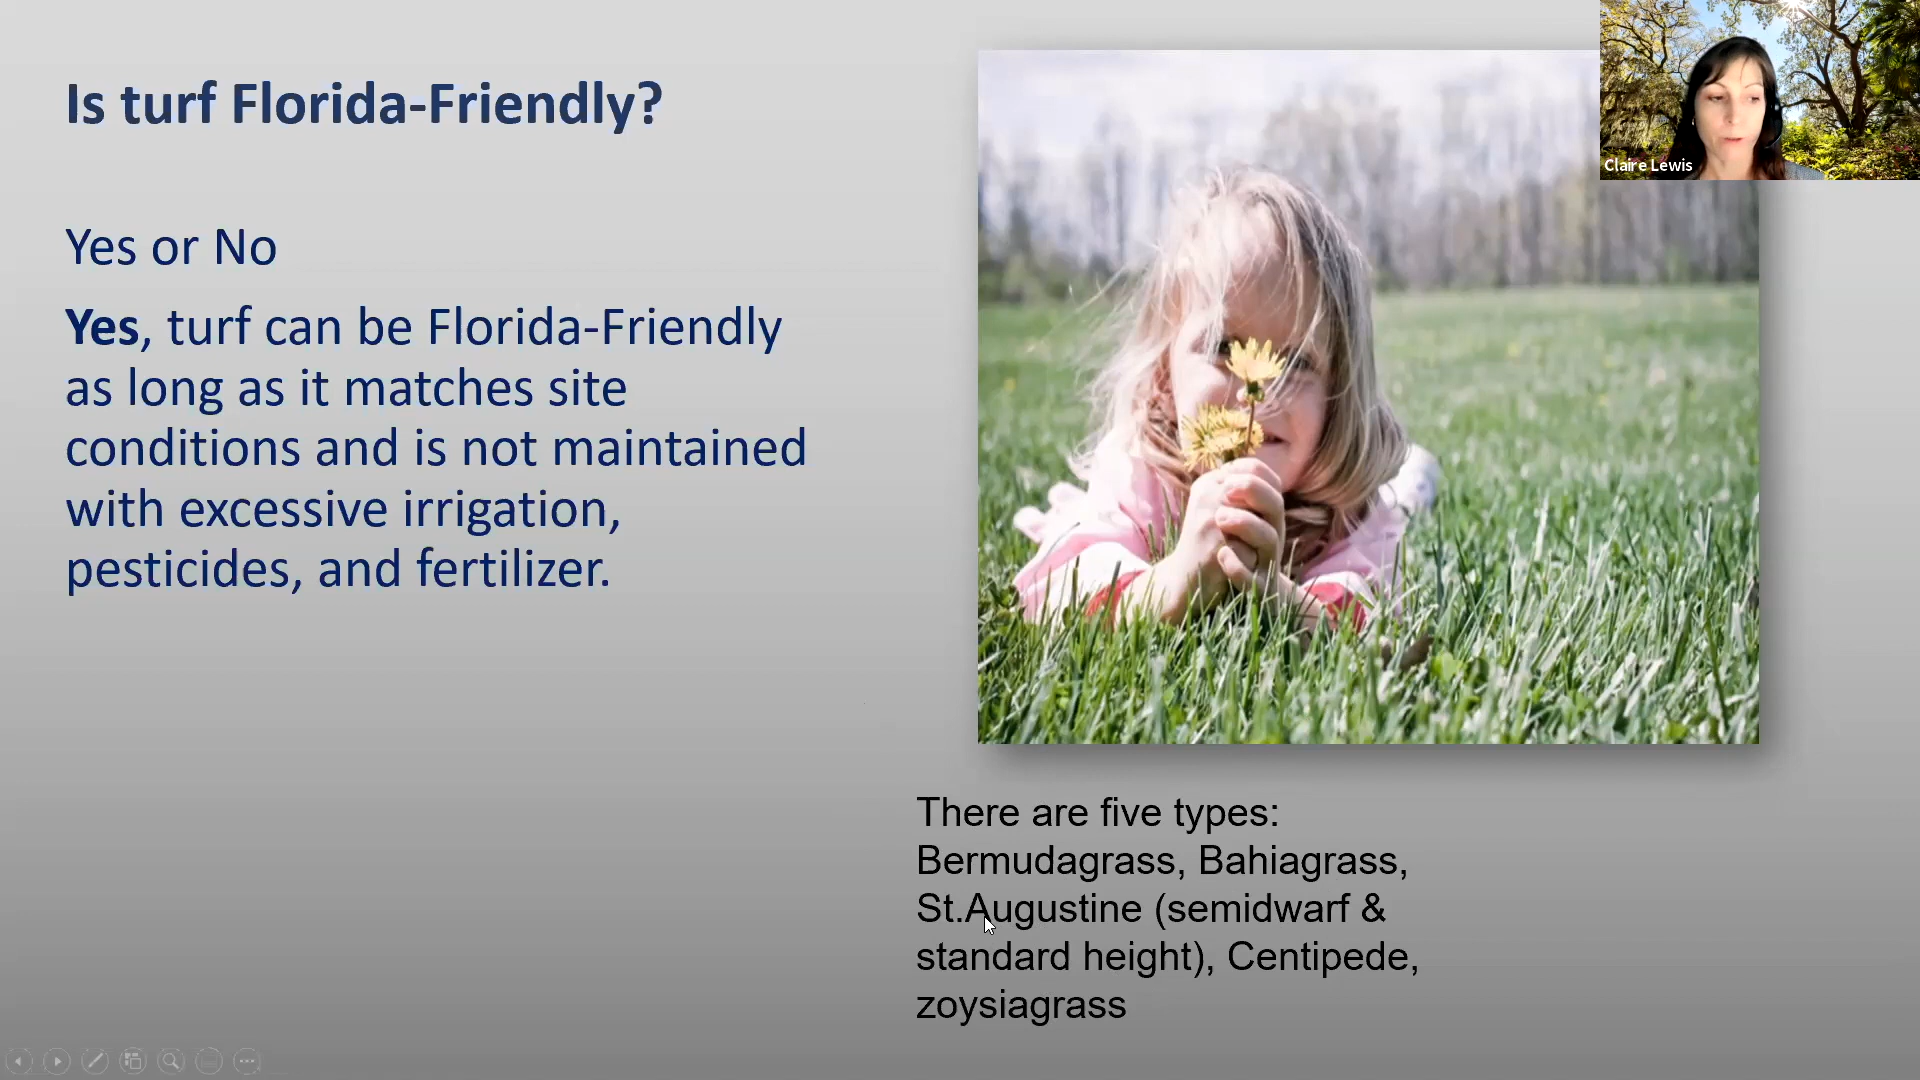 Is turf Florida-Friendly?
Yes or No
Yes, turf can be Florida-Friendly
as long as it matches site
conditions and is not maintained
with excessive irrigation,
pesticides, and fertilizer.
Claire Lewis
There are five types:
Bermudagrass, Bahiagrass,
St.Augustine (semidwarf &
standard height), Centipede,
zoysiagrass